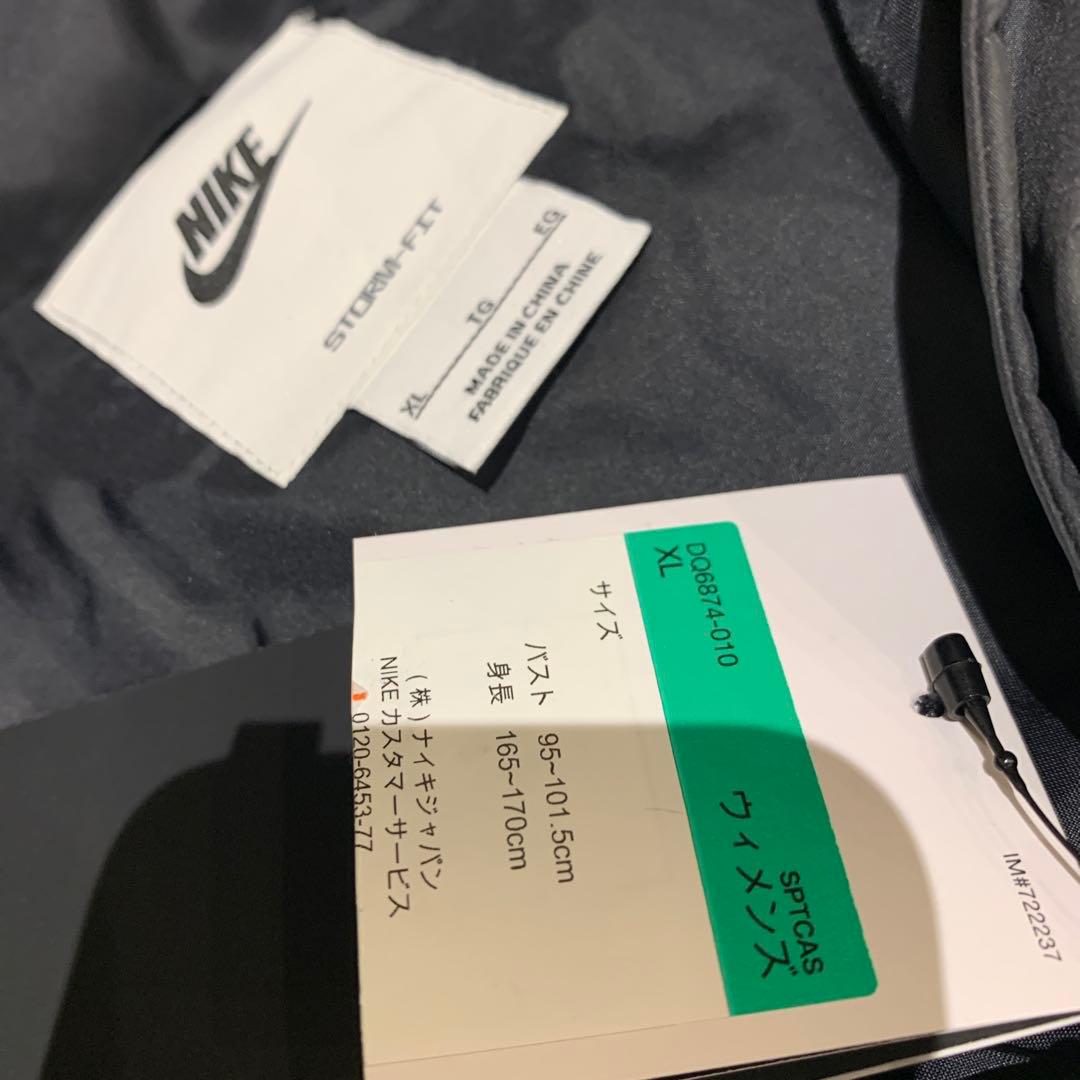 NIKE
STORM-FIT
XL TG EG
MADE IN CHINA
FABRIQUE EN CHINE
IM#722237
DQ6874-010 SPTCAS
XL ウィメンズ
サイズ
バスト 95~101.5cm
身長 165~170cm
(株)ナイキジャパン
NIKE カスタマーサービス
0120-6453-77